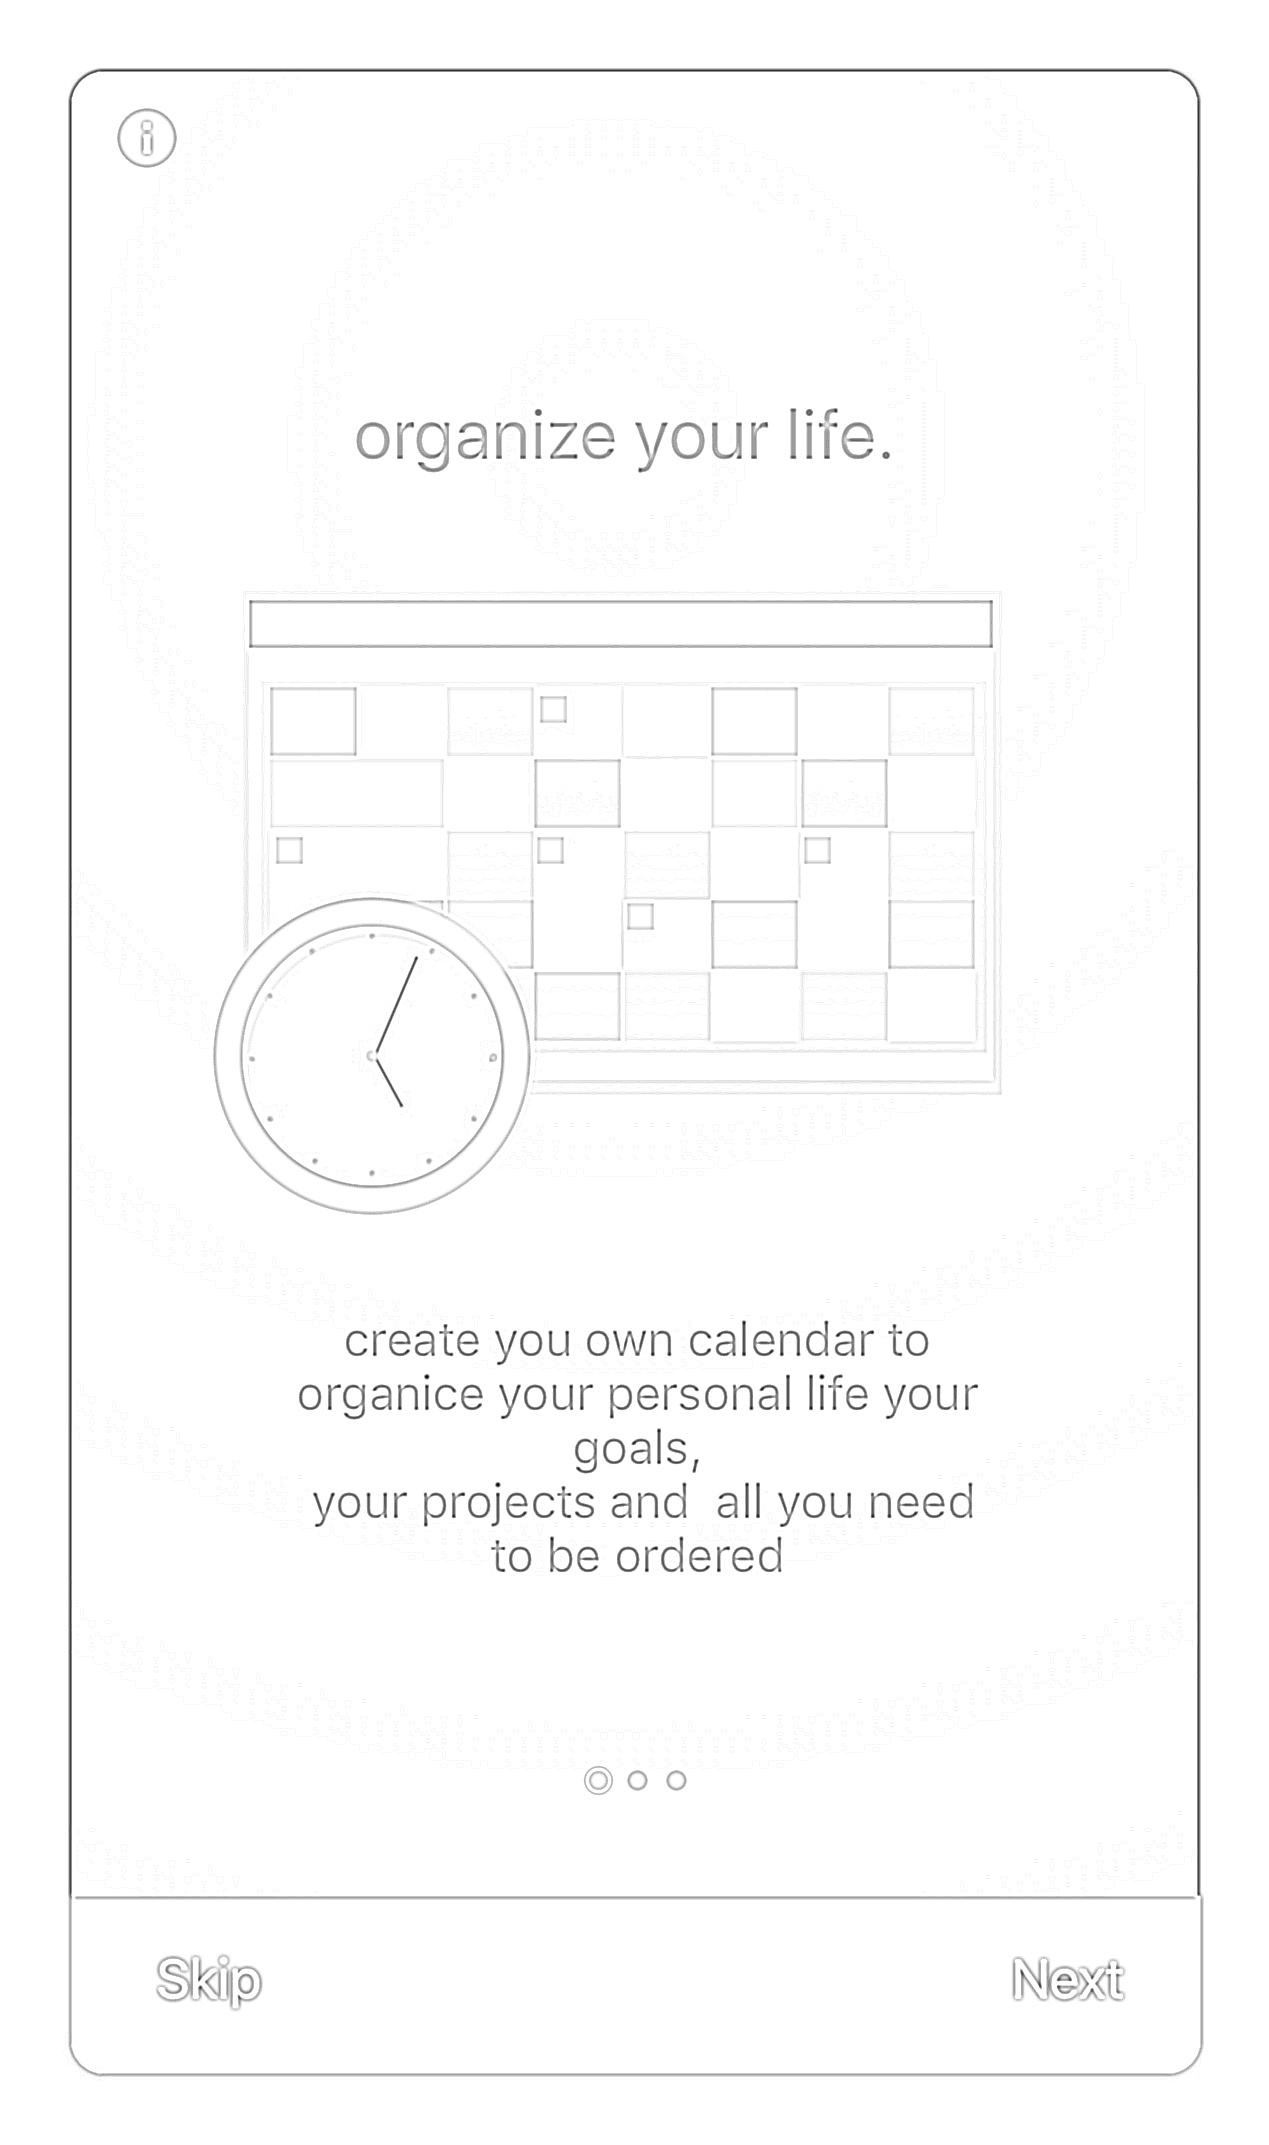 i
organize your life.
create you own calendar to
organice your personal life your
goals,
your projects and  all you need
to be ordered
Skip
Next